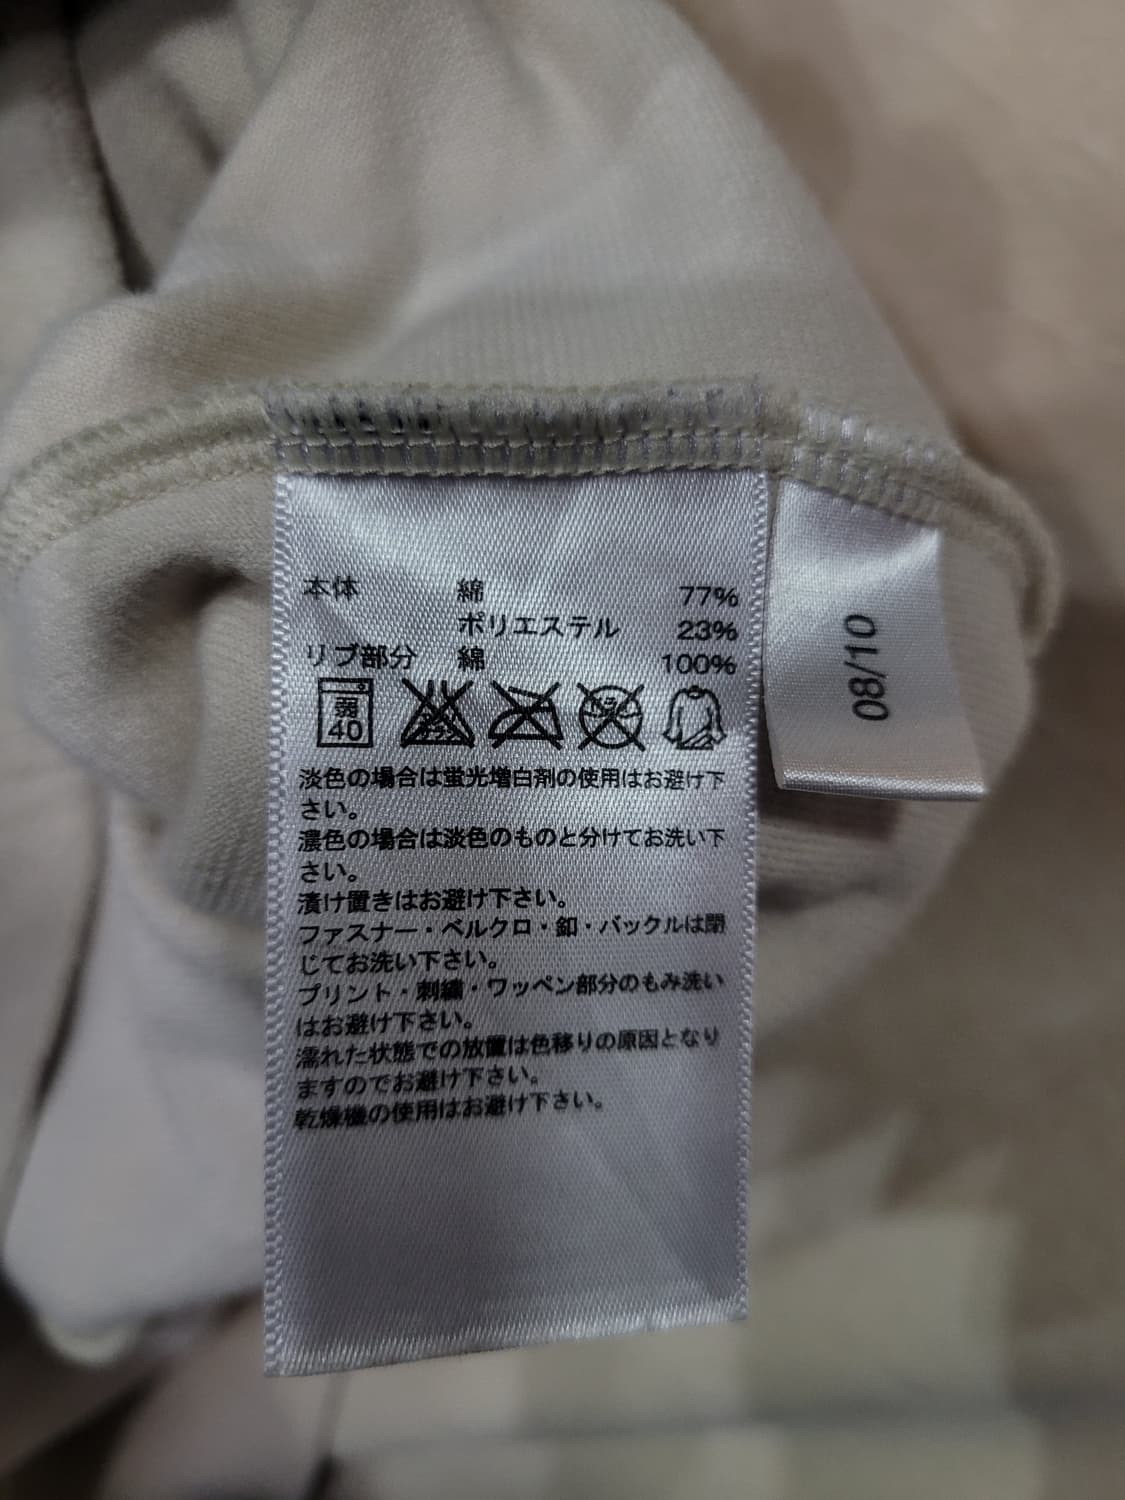 本体 綿 77%
ポリエステル 23%
リブ部分 綿 100%
弱
40
淡色の場合は蛍光増白剤の使用はお避け下
さい。
濃色の場合は淡色のものと分けてお洗い下
さい。
漬け置きはお避け下さい。
ファスナー・ベルクロ・釦・バックルは閉
じてお洗い下さい。
プリント・刺繍・ワッペン部分のもみ洗い
はお避け下さい。
濡れた状態での放置は色移りの原因となり
ますのでお避け下さい。
乾燥機の使用はお避け下さい。
08/10